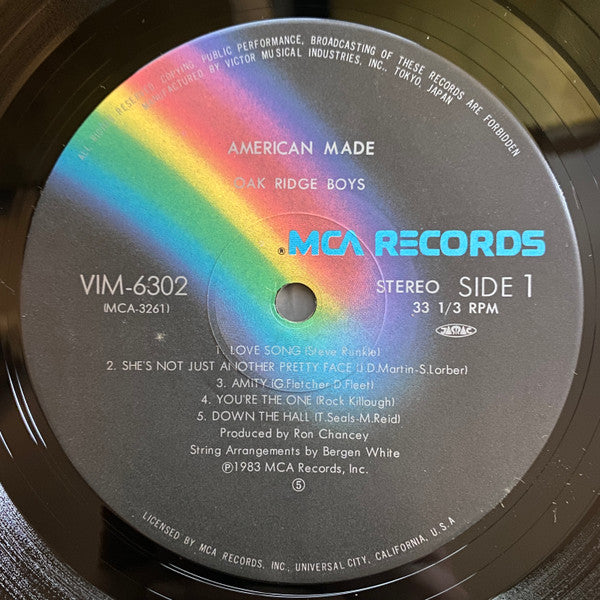 ALL RIGHTS RESERVED COPYING, PUBLIC PERFORMANCE, BROADCASTING OF THESE RECORDS ARE FORBIDDEN
MANUFACTURED BY VICTOR MUSICAL INDUSTRIES, INC., TOKYO, JAPAN
AMERICAN MADE
OAK RIDGE BOYS
® MCA RECORDS
VIM-6302
(MCA-3261)
STEREO SIDE 1
33 1/3 RPM
JASRAC
1. LOVE SONG (Steve Runkle)
2. SHE'S NOT JUST ANOTHER PRETTY FACE (J.D.Martin-S.Lorber)
3. AMITY (G.Fletcher-D.Fleet)
4. YOU'RE THE ONE (Rock Killough)
5. DOWN THE HALL (T.Seals-M.Reid)
Produced by Ron Chancey
String Arrangements by Bergen White
Ⓟ1983 MCA Records, Inc.
⑤
LICENSED BY MCA RECORDS, INC., UNIVERSAL CITY, CALIFORNIA, U.S.A